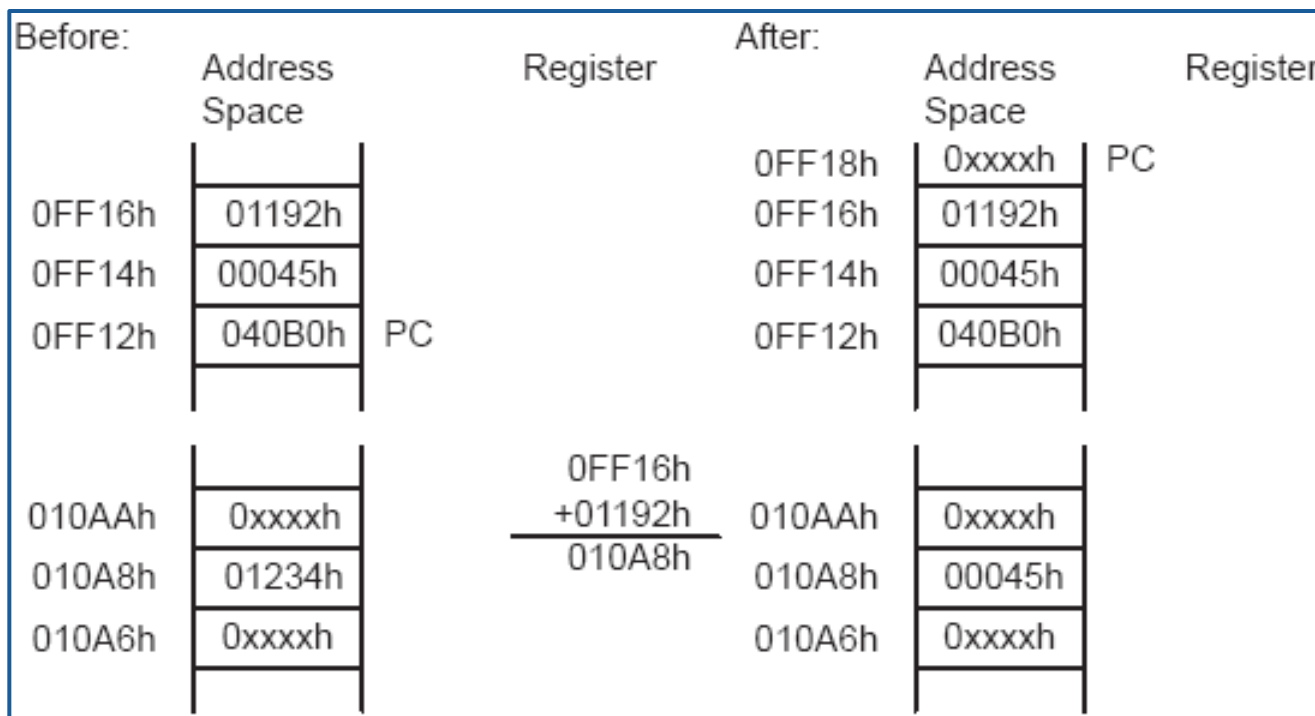 Before:
Address Register
Space
0FF16h 01192h
0FF14h 00045h
0FF12h 040B0h PC
010AAh 0xxxxh
010A8h 01234h
010A6h 0xxxxh
0FF16h
+01192h
010A8h
After:
Address Register
Space
0FF18h 0xxxxh PC
0FF16h 01192h
0FF14h 00045h
0FF12h 040B0h
010AAh 0xxxxh
010A8h 00045h
010A6h 0xxxxh